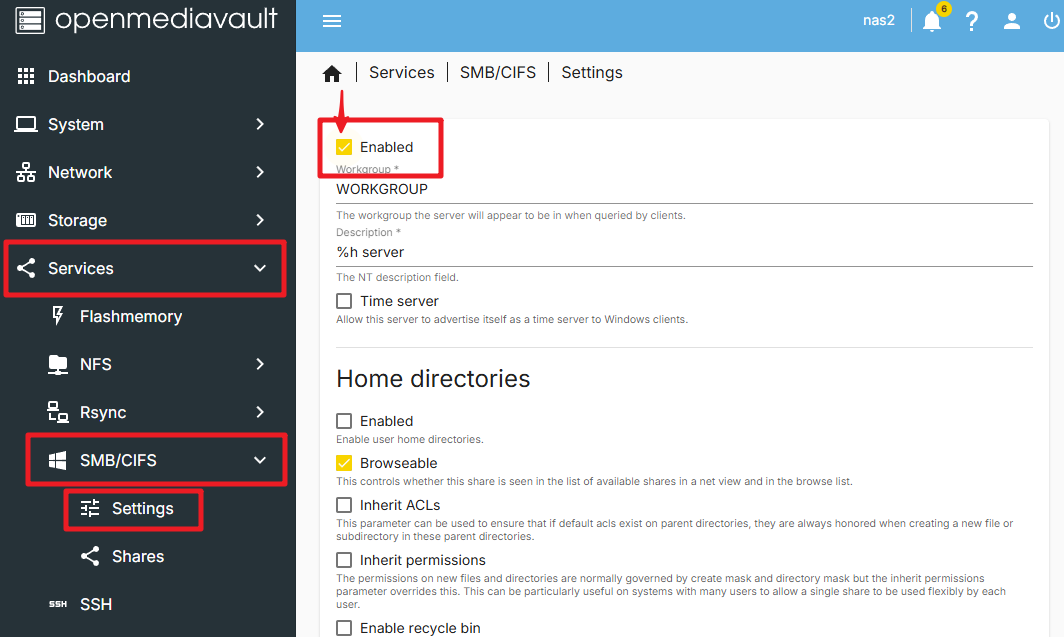 openmediavault
nas2
6
Dashboard
System
Network
Storage
Services
Flashmemory
NFS
Rsync
SMB/CIFS
Settings
Shares
SSH SSH
Services | SMB/CIFS | Settings
Enabled
Workgroup *
WORKGROUP
The workgroup the server will appear to be in when queried by clients.
Description *
%h server
The NT description field.
Time server
Allow this server to advertise itself as a time server to Windows clients.
Home directories
Enabled
Enable user home directories.
Browseable
This controls whether this share is seen in the list of available shares in a net view and in the browse list.
Inherit ACLs
This parameter can be used to ensure that if default acls exist on parent directories, they are always honored when creating a new file or
subdirectory in these parent directories.
Inherit permissions
The permissions on new files and directories are normally governed by create mask and directory mask but the inherit permissions
parameter overrides this. This can be particularly useful on systems with many users to allow a single share to be used flexibly by each
user.
Enable recycle bin